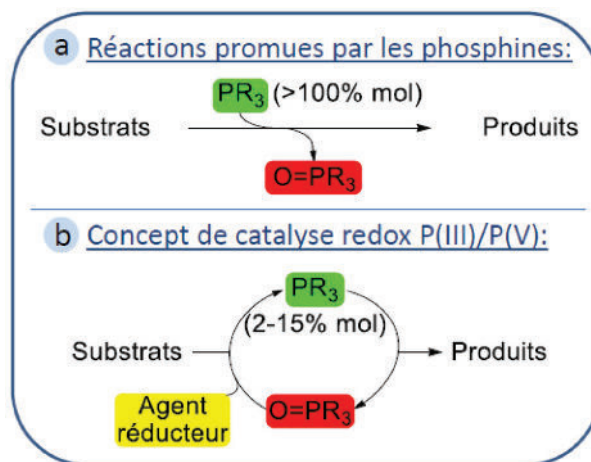 a Réactions promues par les phosphines:
PR3 (>100% mol)
Substrats Produits
O=PR3
b Concept de catalyse redox P(III)/P(V):
PR3
(2-15% mol)
Substrats Produits
Agent
réducteur
O=PR3